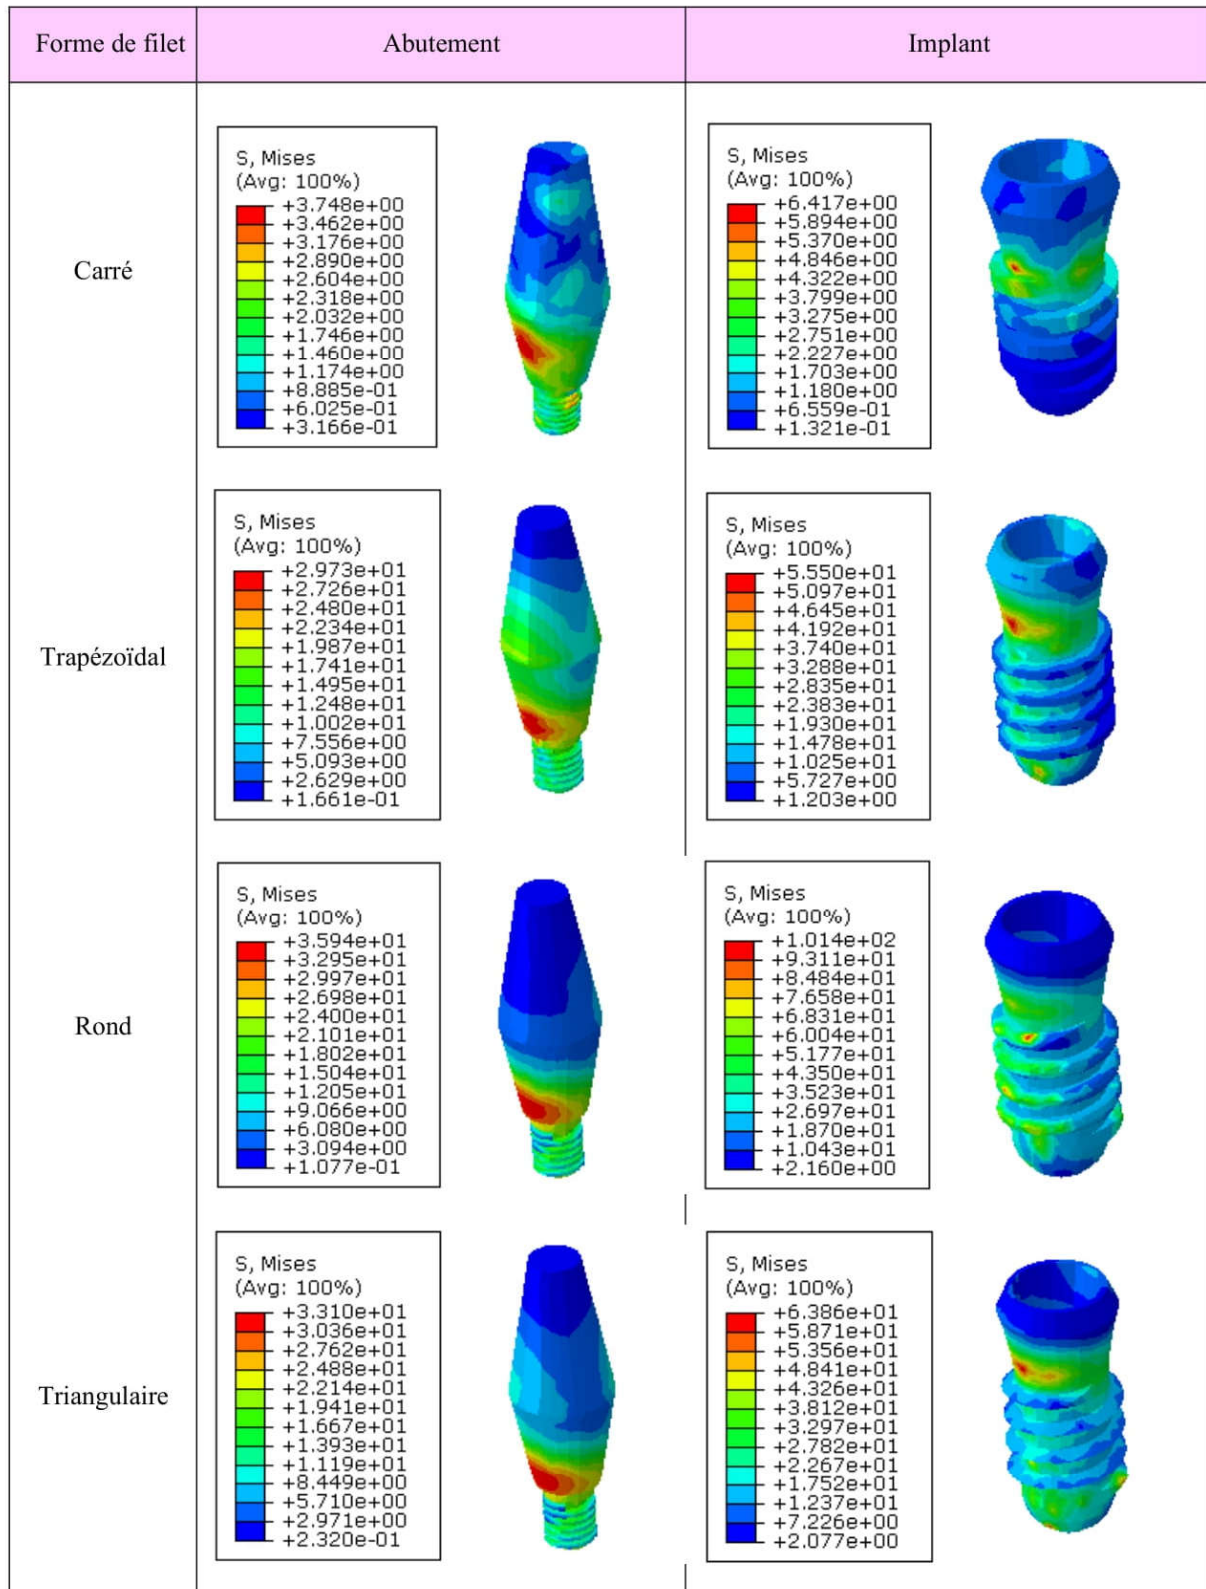 Forme de filet
Abutement
Implant
Carré
S, Mises
(Avg: 100%)
+3.748e+00
+3.462e+00
+3.176e+00
+2.890e+00
+2.604e+00
+2.318e+00
+2.032e+00
+1.746e+00
+1.460e+00
+1.174e+00
+8.885e-01
+6.025e-01
+3.166e-01
S, Mises
(Avg: 100%)
+6.417e+00
+5.894e+00
+5.370e+00
+4.846e+00
+4.322e+00
+3.799e+00
+3.275e+00
+2.751e+00
+2.227e+00
+1.703e+00
+1.180e+00
+6.559e-01
+1.321e-01
Trapézoïdal
S, Mises
(Avg: 100%)
+2.973e+01
+2.726e+01
+2.480e+01
+2.234e+01
+1.987e+01
+1.741e+01
+1.495e+01
+1.248e+01
+1.002e+01
+7.556e+00
+5.093e+00
+2.629e+00
+1.661e-01
S, Mises
(Avg: 100%)
+5.550e+01
+5.097e+01
+4.645e+01
+4.192e+01
+3.740e+01
+3.288e+01
+2.835e+01
+2.383e+01
+1.930e+01
+1.478e+01
+1.025e+01
+5.727e+00
+1.203e+00
Rond
S, Mises
(Avg: 100%)
+3.594e+01
+3.295e+01
+2.997e+01
+2.698e+01
+2.400e+01
+2.101e+01
+1.802e+01
+1.504e+01
+1.205e+01
+9.066e+00
+6.080e+00
+3.094e+00
+1.077e-01
S, Mises
(Avg: 100%)
+1.014e+02
+9.311e+01
+8.484e+01
+7.658e+01
+6.831e+01
+6.004e+01
+5.177e+01
+4.350e+01
+3.523e+01
+2.697e+01
+1.870e+01
+1.043e+01
+2.160e+00
Triangulaire
S, Mises
(Avg: 100%)
+3.310e+01
+3.036e+01
+2.762e+01
+2.488e+01
+2.214e+01
+1.941e+01
+1.667e+01
+1.393e+01
+1.119e+01
+8.449e+00
+5.710e+00
+2.971e+00
+2.320e-01
S, Mises
(Avg: 100%)
+6.386e+01
+5.871e+01
+5.356e+01
+4.841e+01
+4.326e+01
+3.812e+01
+3.297e+01
+2.782e+01
+2.267e+01
+1.752e+01
+1.237e+01
+7.226e+00
+2.077e+00